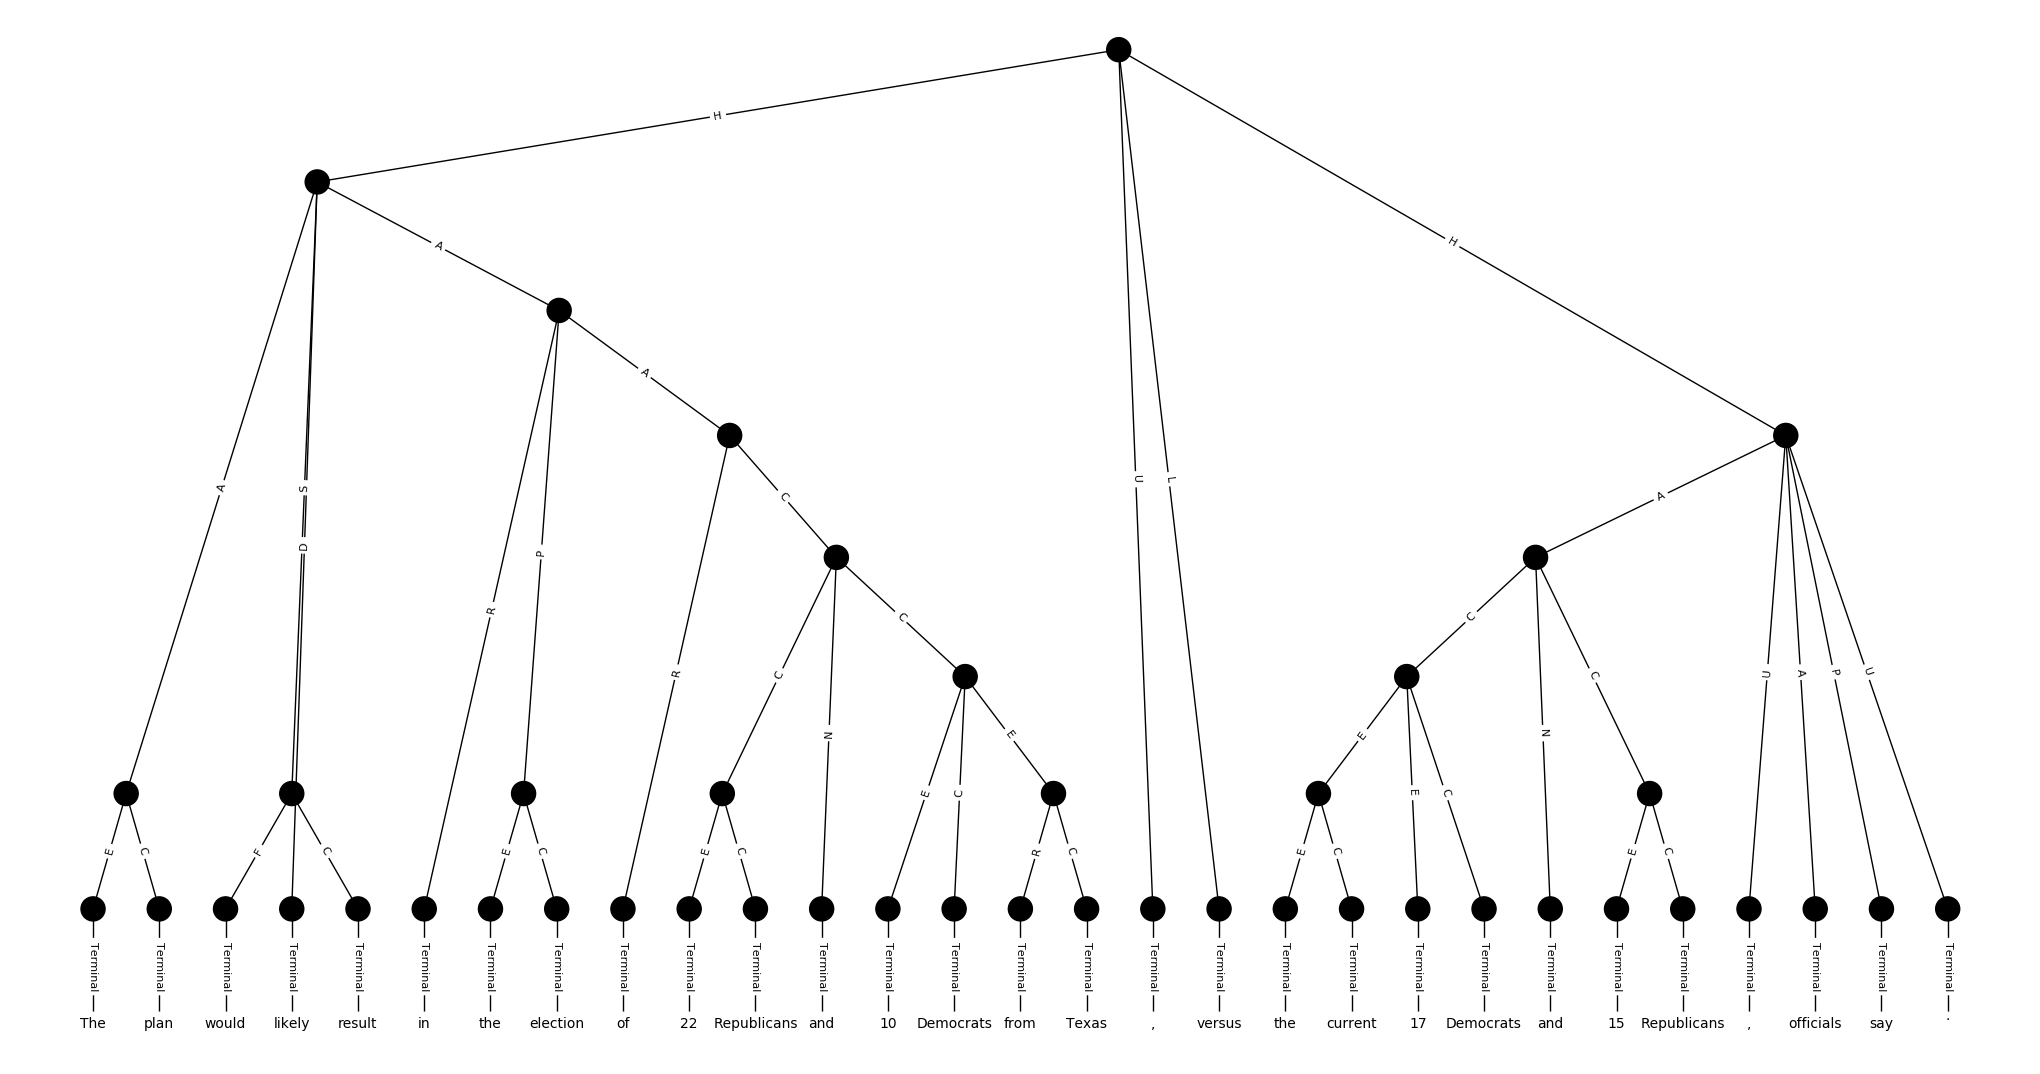 H
H
A
A
A
S
U
L
C
A
D
P
R
C
C
R
C
N
E
C
E
E
E
C
N
C
U
A
P
U
E
C
F
C
E
C
E
C
R
C
E
C
E
C
Terminal Terminal Terminal Terminal Terminal Terminal Terminal Terminal Terminal Terminal Terminal Terminal Terminal Terminal Terminal Terminal Terminal Terminal Terminal Terminal Terminal Terminal Terminal Terminal Terminal Terminal Terminal Terminal Terminal
The plan would likely result in the election of 22 Republicans and 10 Democrats from Texas , versus the current 17 Democrats and 15 Republicans , officials say .